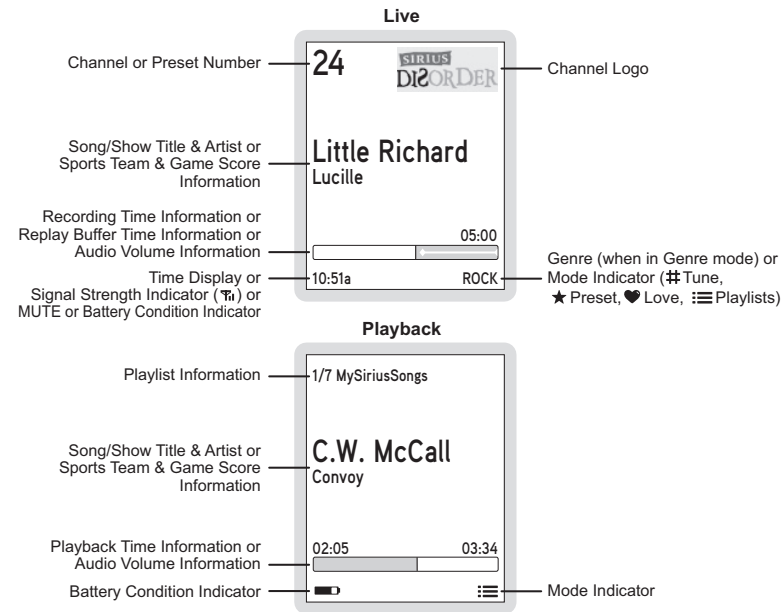 Live
Channel or Preset Number
24
SIRIUS
DISORDER
Channel Logo
Song/Show Title & Artist or
Sports Team & Game Score
Information
Little Richard
Lucille
Recording Time Information or
Replay Buffer Time Information or
Audio Volume Information
05:00
Time Display or
Signal Strength Indicator ( ) or
MUTE or Battery Condition Indicator
10:51a
ROCK
Genre (when in Genre mode) or
Mode Indicator (# Tune,
★ Preset, ♥ Love, Playlists)
Playback
Playlist Information
1/7 MySiriusSongs
Song/Show Title & Artist or
Sports Team & Game Score
Information
C.W. McCall
Convoy
Playback Time Information or
Audio Volume Information
02:05
03:34
Battery Condition Indicator
Mode Indicator